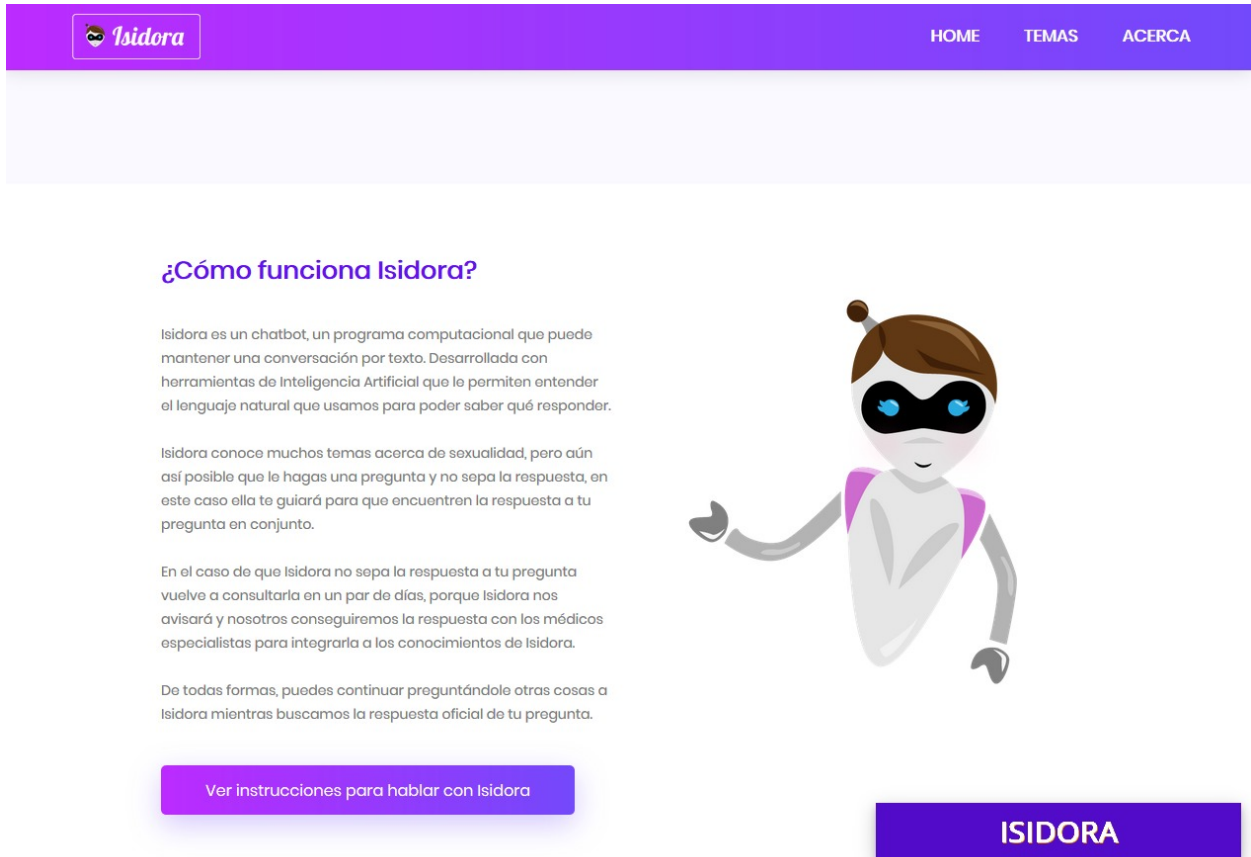 Isidora
HOME TEMAS ACERCA
¿Cómo funciona Isidora?
Isidora es un chatbot, un programa computacional que puede
mantener una conversación por texto. Desarrollada con
herramientas de Inteligencia Artificial que le permiten entender
el lenguaje natural que usamos para poder saber qué responder.
Isidora conoce muchos temas acerca de sexualidad, pero aún
así posible que le hagas una pregunta y no sepa la respuesta, en
este caso ella te guiará para que encuentren la respuesta a tu
pregunta en conjunto.
En el caso de que Isidora no sepa la respuesta a tu pregunta
vuelve a consultarla en un par de días, porque Isidora nos
avisará y nosotros conseguiremos la respuesta con los médicos
especialistas para integrarla a los conocimientos de Isidora.
De todas formas, puedes continuar preguntándole otras cosas a
Isidora mientras buscamos la respuesta oficial de tu pregunta.
Ver instrucciones para hablar con Isidora
ISIDORA